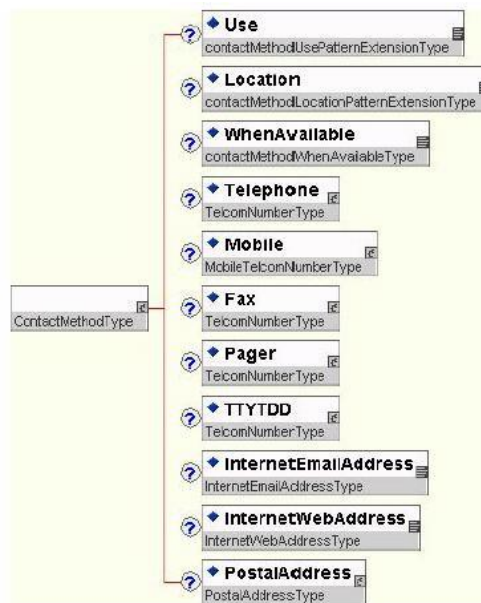 Use
contactMethodUsePatternExtensionType
Location
contactMethodLocationPatternExtensionType
WhenAvailable
contactMethodWhenAvailableType
Telephone
TelcomNumberType
Mobile
MobileTelcomNumberType
ContactMethodType
Fax
TelcomNumberType
Pager
TelcomNumberType
TTYTDD
TelcomNumberType
InternetEmailAddress
InternetEmailAddressType
InternetWebAddress
InternetWebAddressType
PostalAddress
PostalAddressType